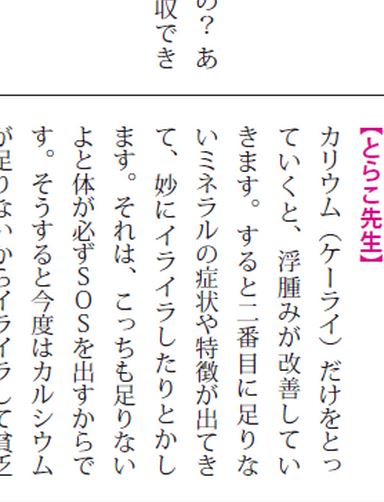 の？　あ
収でき
【とらこ先生】
カリウム（ケーライ）だけをとっ
ていくと、浮腫みが改善してい
きます。すると二番目に足りな
いミネラルの症状や特徴が出てき
て、妙にイライラしたりとかし
ます。それは、こっちも足りない
よと体が必ずＳＯＳを出すからで
す。そうすると今度はカルシウム
が足りないからイライラして貧乏